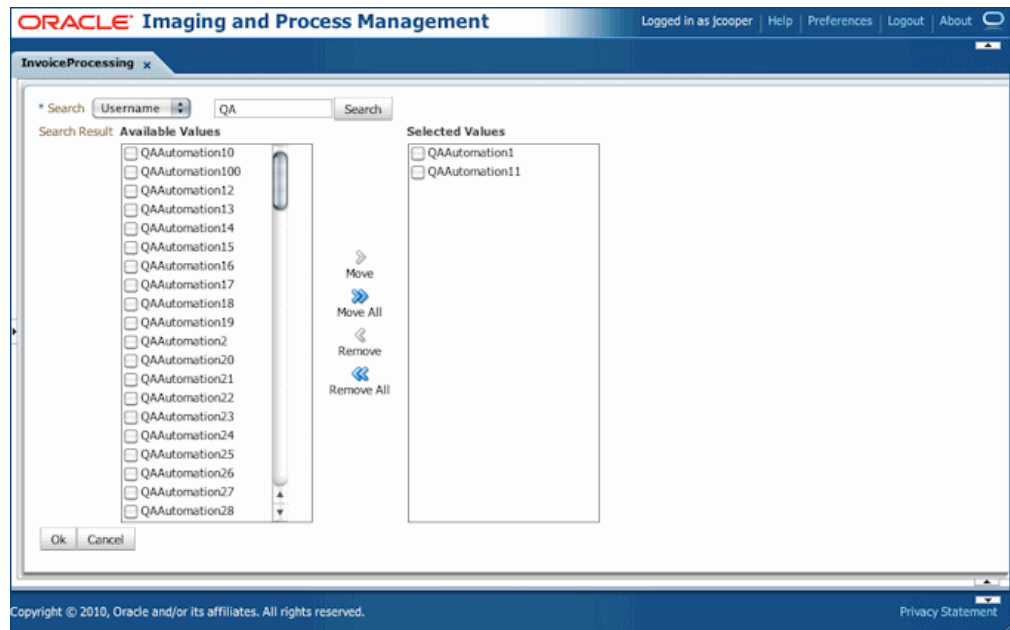 ORACLE Imaging and Process Management Logged in as jcooper Help Preferences Logout About
InvoiceProcessing x
* Search Username QA Search
Search Result Available Values Selected Values
QAAutomation10 QAAutomation1
QAAutomation100 QAAutomation11
QAAutomation12
QAAutomation13
QAAutomation14
QAAutomation15
QAAutomation16
QAAutomation17
QAAutomation18
QAAutomation19
QAAutomation2
QAAutomation20
QAAutomation21
QAAutomation22
QAAutomation23
QAAutomation24
QAAutomation25
QAAutomation26
QAAutomation27
QAAutomation28
Move
Move All
Remove
Remove All
Ok Cancel
Copyright © 2010, Oracle and/or its affiliates. All rights reserved. Privacy Statement